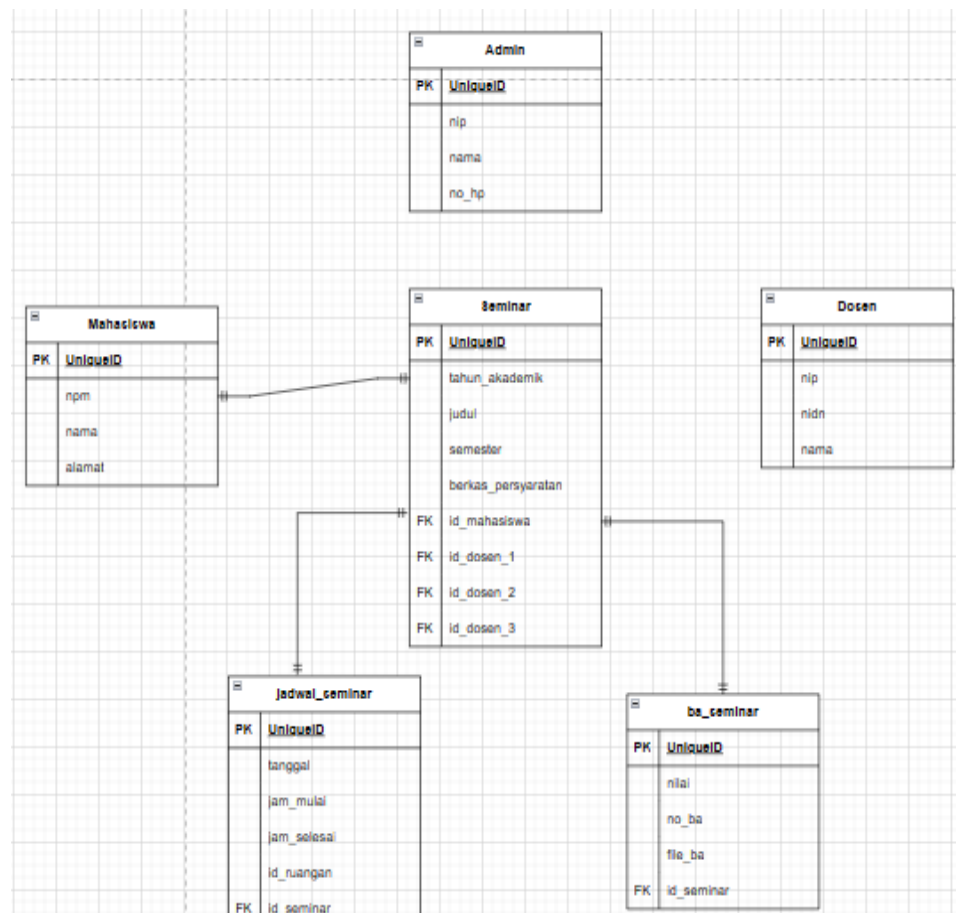 Admin
PK UniqueID
nip
nama
no_hp
Mahasiswa
PK UniqueID
npm
nama
alamat
Seminar
PK UniqueID
tahun_akademik
judul
semester
berkas_persyaratan
FK id_mahasiswa
FK id_dosen_1
FK id_dosen_2
FK id_dosen_3
Dosen
PK UniqueID
nip
nidn
nama
jadwal_seminar
PK UniqueID
tanggal
jam_mulai
jam_selesai
id_ruangan
FK id_seminar
ba_seminar
PK UniqueID
nilai
no_ba
file_ba
FK id_seminar